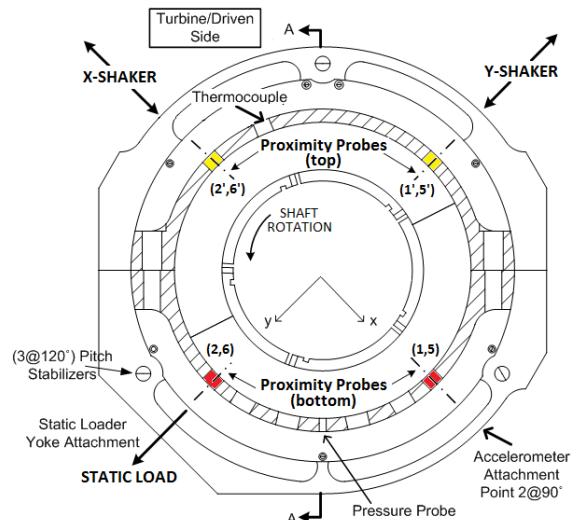 Turbine/Driven
Side
A
X-SHAKER
Y-SHAKER
Thermocouple
Proximity Probes
(top)
(2',6')
(1',5')
SHAFT
ROTATION
y
x
(2,6)
(1,5)
(3@120˚) Pitch
Stabilizers
Proximity Probes
(bottom)
Static Loader
Yoke Attachment
STATIC LOAD
Accelerometer
Attachment
Point 2@90˚
Pressure Probe
A